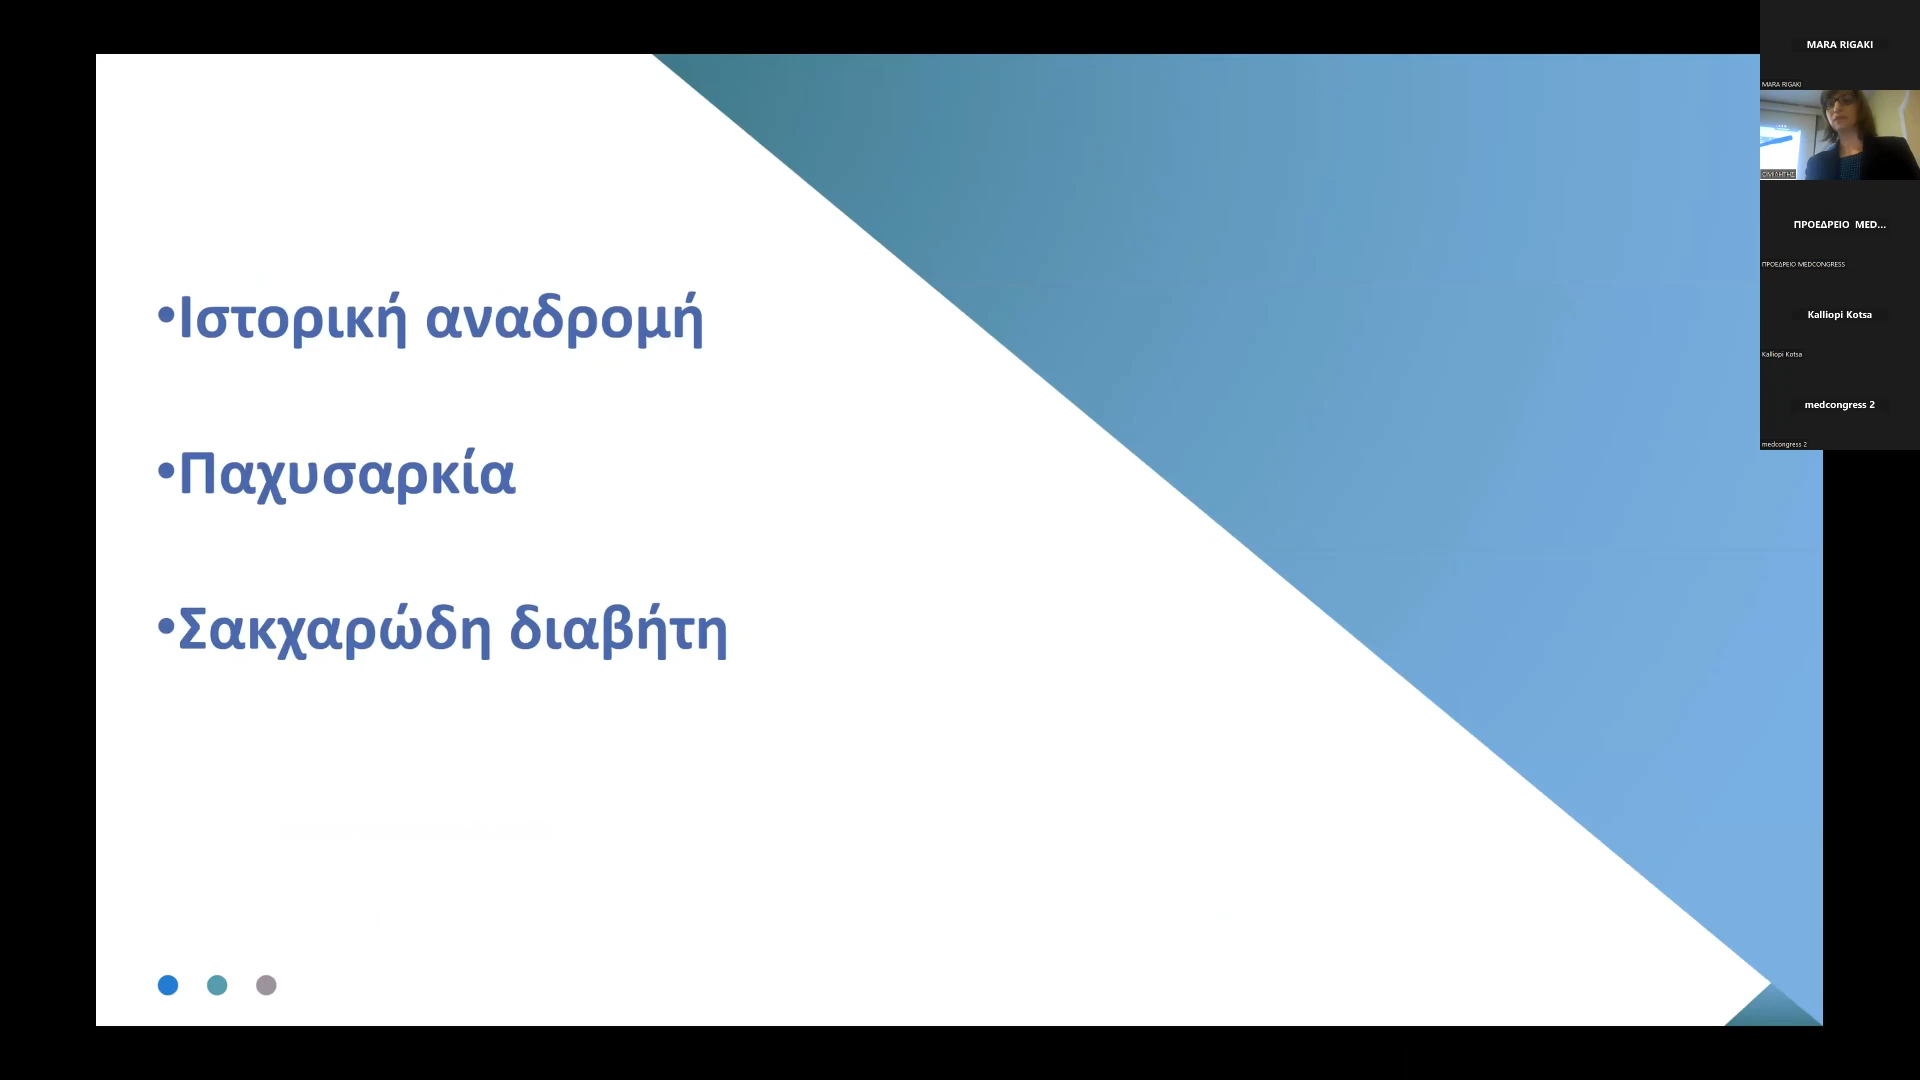 •Ιστορική αναδρομή
•Παχυσαρκία
•Σακχαρώδη διαβήτη
MARA RIGAKI
MARA RIGAKI
ΟΜΙΛΗΤΗΣ
ΠΡΟΕΔΡΕΙΟ MED...
ΠΡΟΕΔΡΕΙΟ MEDCONGRESS
Kalliopi Kotsa
Kalliopi Kotsa
medcongress 2
medcongress 2